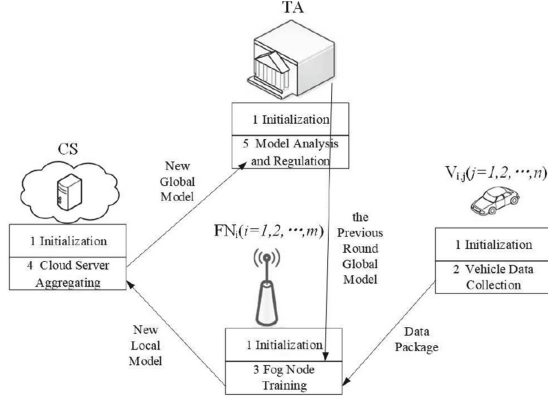 TA
1 Initialization
5 Model Analysis
and Regulation
CS
1 Initialization
4 Cloud Server
Aggregating
New
Global
Model
FNi(i=1,2,⋯,m)
the
Previous
Round
Global
Model
Vi,j(j=1,2,⋯,n)
1 Initialization
2 Vehicle Data
Collection
New
Local
Model
1 Initialization
3 Fog Node
Training
Data
Package